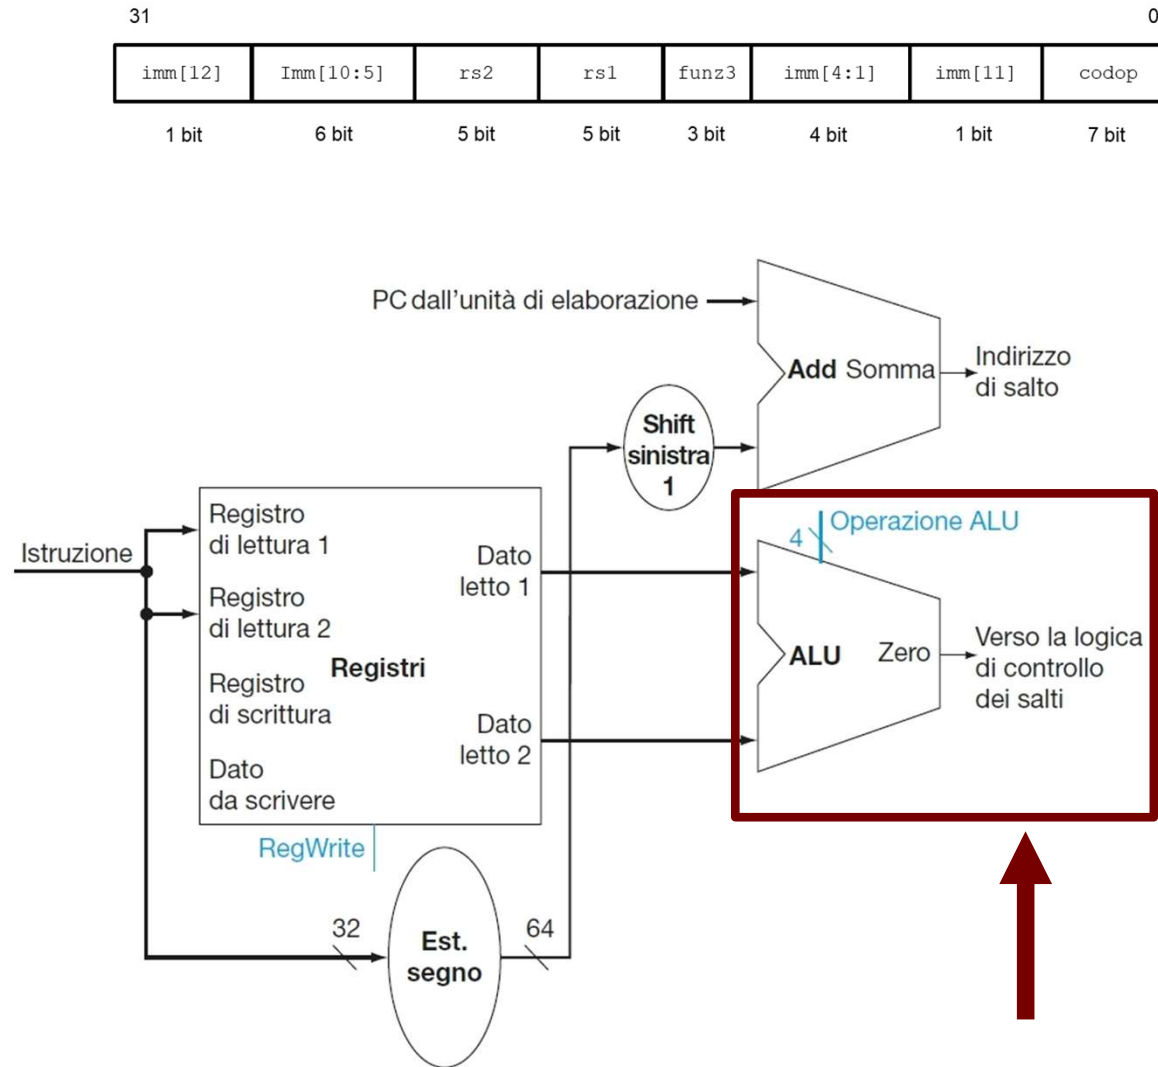 31 0
imm[12] Imm[10:5] rs2 rs1 funz3 imm[4:1] imm[11] codop
1 bit 6 bit 5 bit 5 bit 3 bit 4 bit 1 bit 7 bit
PC dall'unità di elaborazione
Add Somma
Indirizzo
di salto
Shift
sinistra
1
Istruzione
Registro
di lettura 1
Registro
di lettura 2
Registri
Registro
di scrittura
Dato
da scrivere
Dato
letto 1
Dato
letto 2
RegWrite
4
Operazione ALU
ALU Zero
Verso la logica
di controllo
dei salti
32
Est.
segno
64